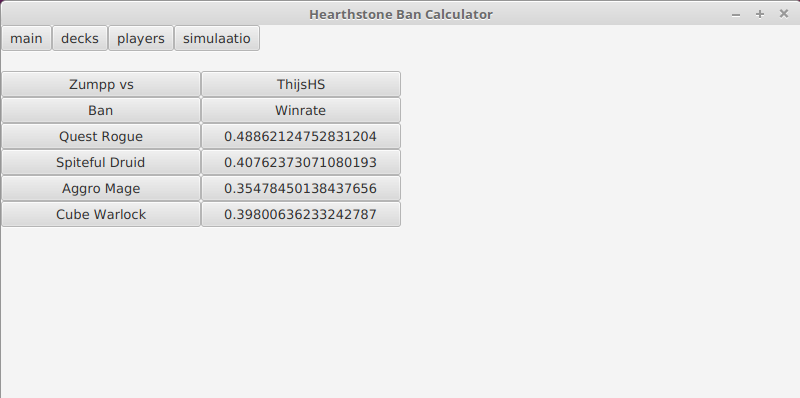 Hearthstone Ban Calculator
main decks players simulaatio
Zumpp vs ThijsHS
Ban Winrate
Quest Rogue 0.48862124752831204
Spiteful Druid 0.40762373071080193
Aggro Mage 0.35478450138437656
Cube Warlock 0.39800636233242787